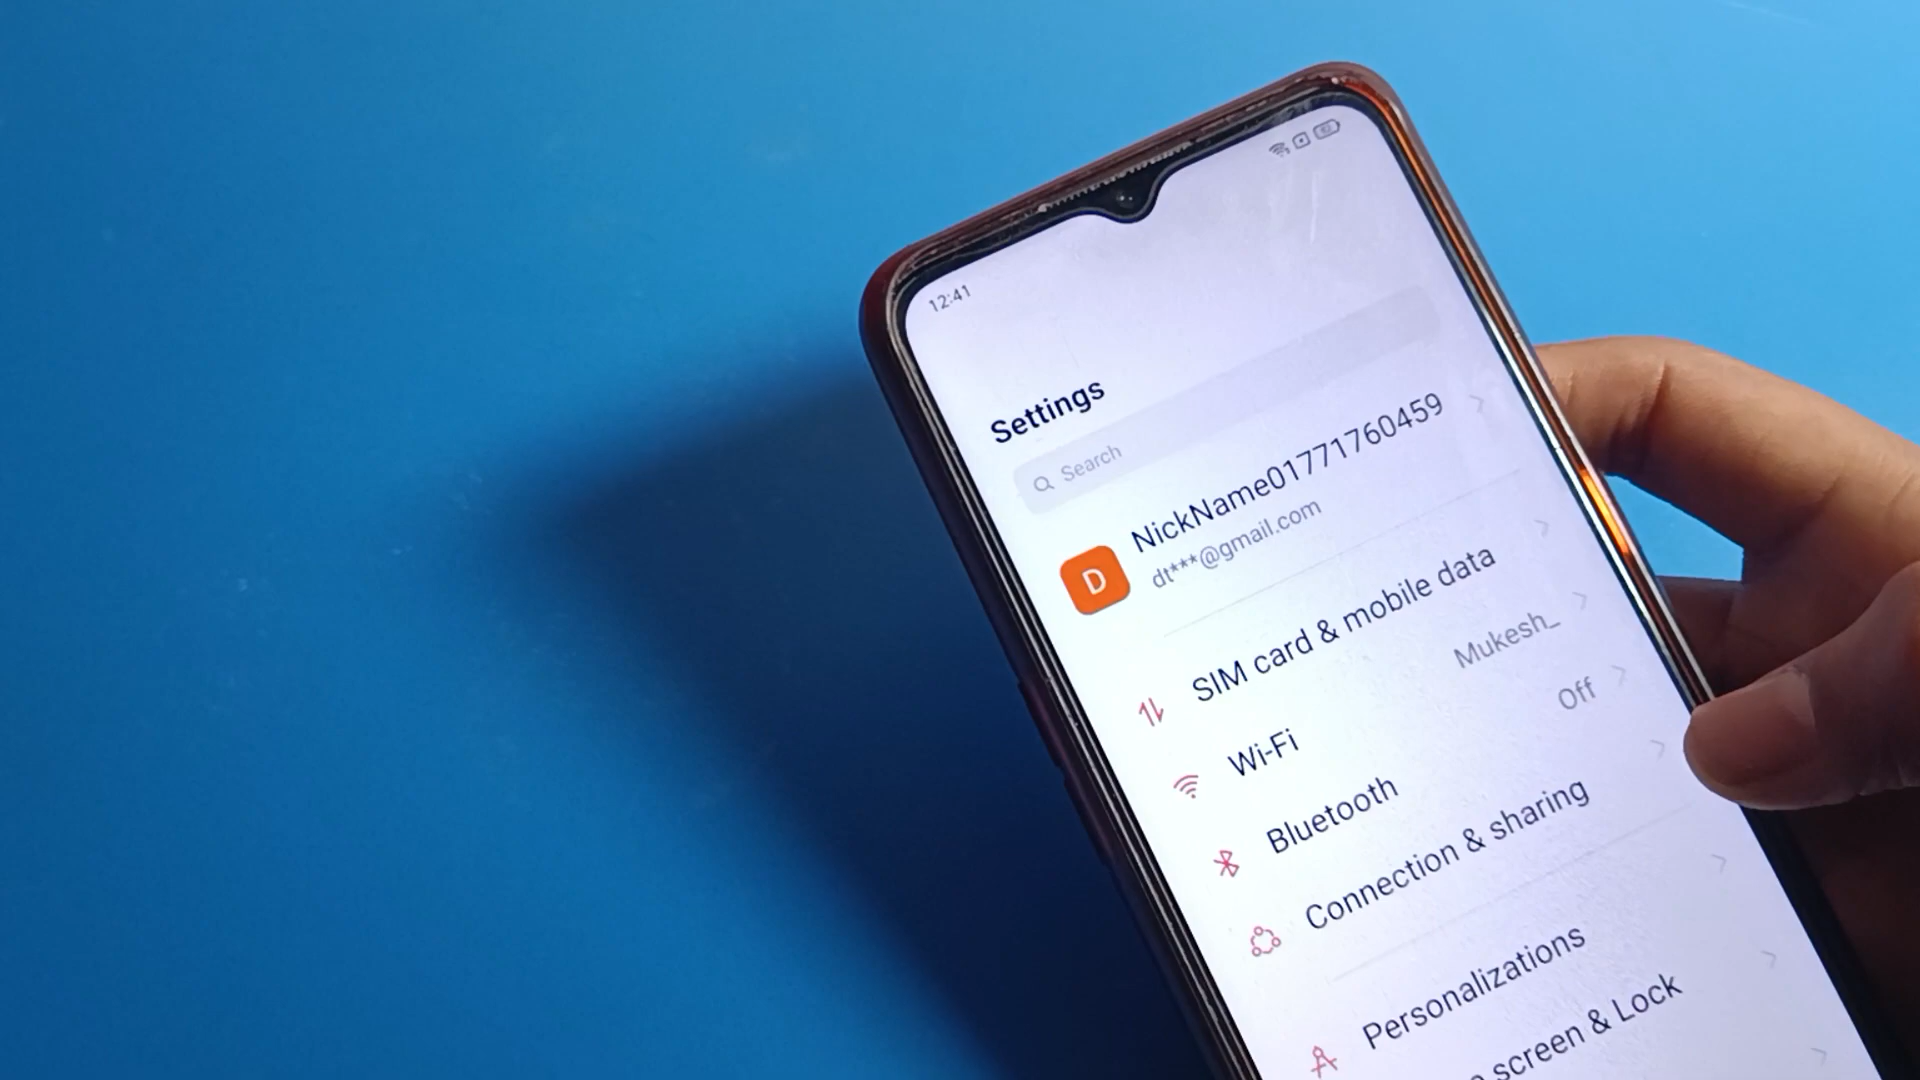 12:41
Settings
Search
NickName01771760459
D
dt***@gmail.com
SIM card & mobile data
Wi-Fi Mukesh_
Bluetooth Off
Connection & sharing
Personalizations
screen & Lock